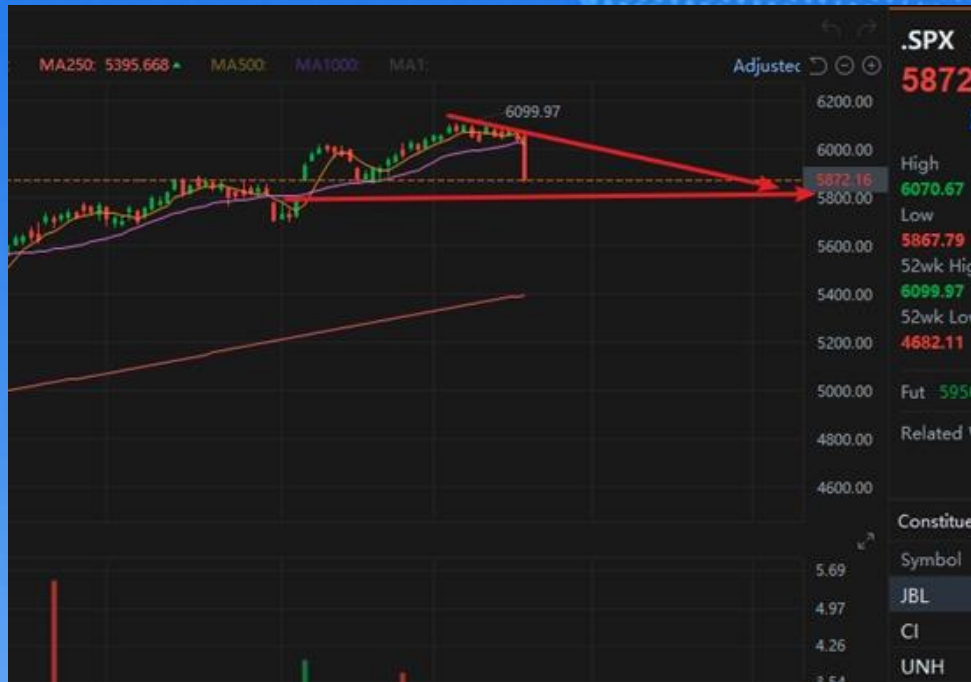 .SPX
MA250: 5395.668 MA500: MA1000: MA1: Adjustec
5872
6099.97
6200.00
6000.00
5872.16
5800.00
5600.00
5400.00
5200.00
5000.00
4800.00
4600.00
High
6070.67
Low
5867.79
52wk Hig
6099.97
52wk Lov
4682.11
Fut 595
Related
Constitue
Symbol
JBL
CI
UNH
5.69
4.97
4.26
3.54